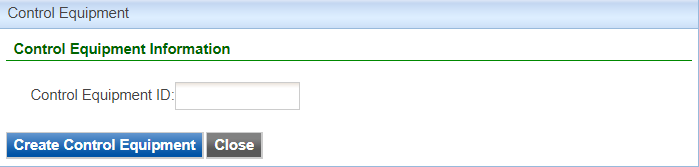 Control Equipment
Control Equipment Information
Control Equipment ID:
Create Control Equipment Close